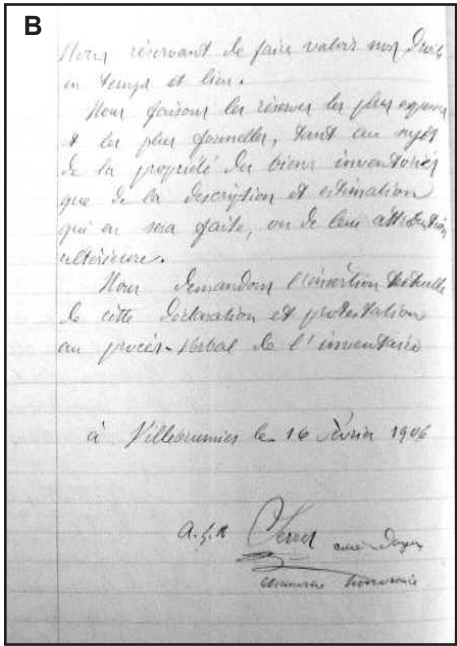 B
Nous réservant de faire valoir nos droits
en temps et lieu.
Nous faisons les réserves les plus expresses
et les plus formelles, tant au sujet
de la propriété des biens inventoriés
que de la description et estimation
qui en sera faite, ou de leur attribution
ultérieure.
Nous demandons l'insertion textuelle
de cette déclaration et protestation
au procès-verbal de l'inventaire
à Villebrumier le 16 février 1906
curé-doyen
honoraire